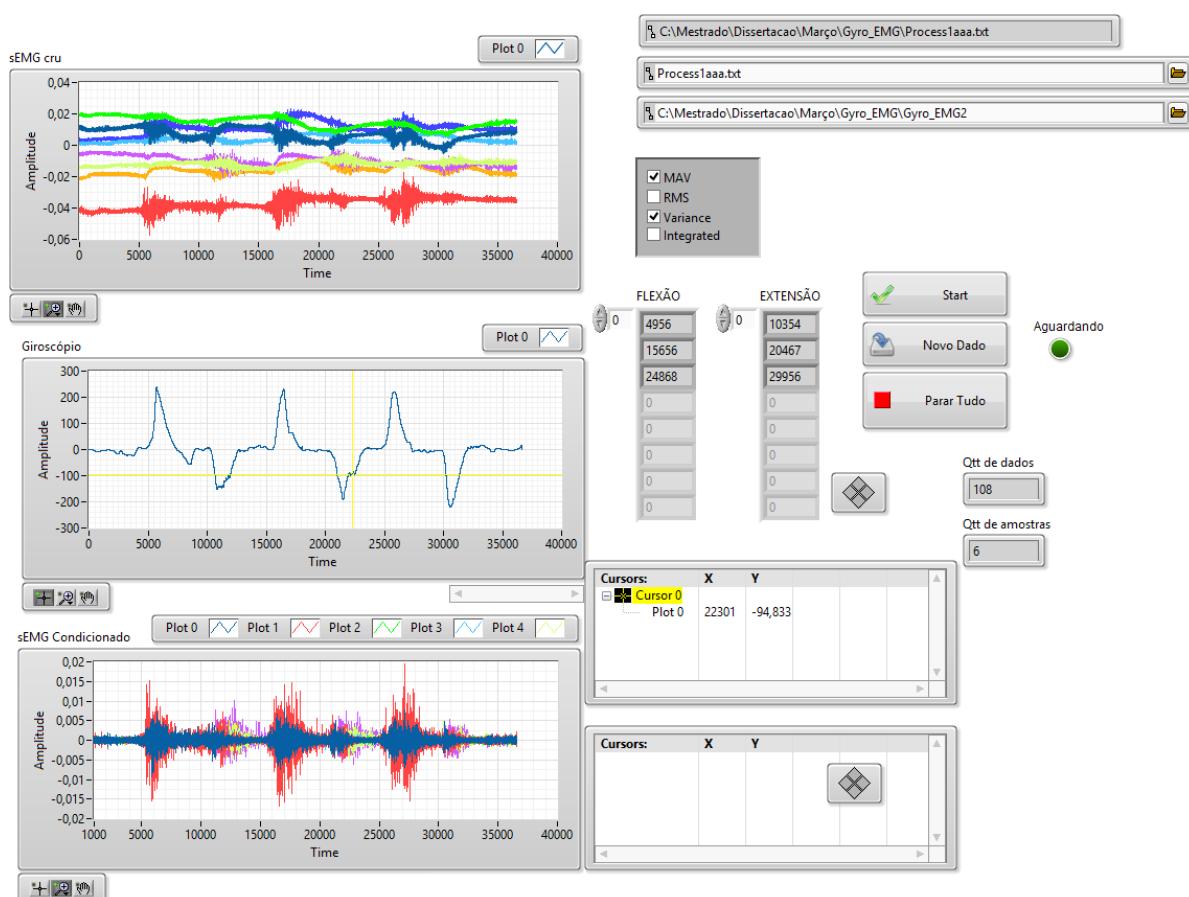 sEMG cru
Plot 0
Amplitude
0,04
0,02
0
-0,02
-0,04
-0,06
0 5000 10000 15000 20000 25000 30000 35000 40000
Time
C:\Mestrado\Dissertacao\Março\Gyro_EMG\Process1aaa.txt
Process1aaa.txt
C:\Mestrado\Dissertacao\Março\Gyro_EMG\Gyro_EMG2
MAV
RMS
Variance
Integrated
Giroscópio
Plot 0
Amplitude
300
200
100
0
-100
-200
-300
0 5000 10000 15000 20000 25000 30000 35000 40000
Time
FLEXÃO
0
4956
15656
24868
0
0
0
0
0
EXTENSÃO
0
10354
20467
29956
0
0
0
0
0
Start
Novo Dado
Parar Tudo
Aguardando
Qtt de dados
108
Qtt de amostras
6
sEMG Condicionado
Plot 0 Plot 1 Plot 2 Plot 3 Plot 4
Amplitude
0,02
0,015
0,01
0,005
0
-0,005
-0,01
-0,015
-0,02
1000 5000 10000 15000 20000 25000 30000 35000 40000
Time
Cursors: X Y
Cursor 0
Plot 0 22301 -94,833
Cursors: X Y